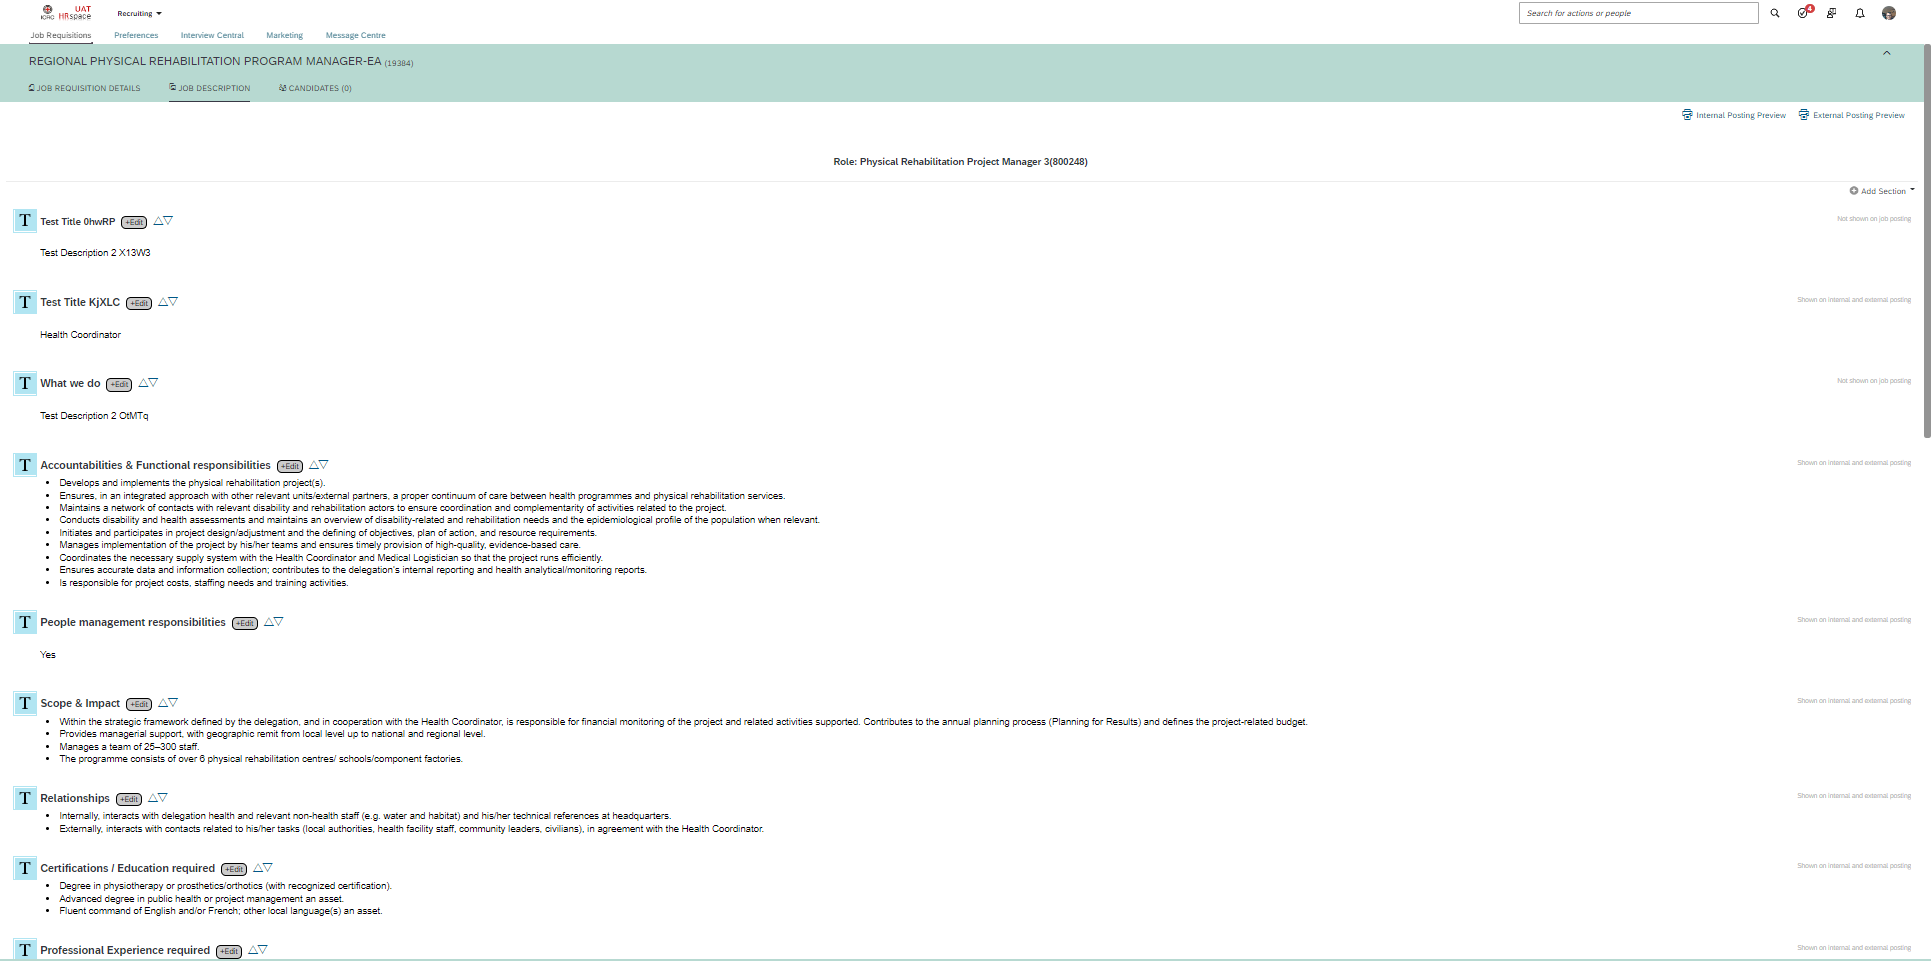 ICRC
UAT
HRspace
Recruiting
Search for actions or people
4
Job Requisitions
Preferences
Interview Central
Marketing
Message Centre
REGIONAL PHYSICAL REHABILITATION PROGRAM MANAGER-EA (19384)
JOB REQUISITION DETAILS
JOB DESCRIPTION
CANDIDATES (0)
Internal Posting Preview
External Posting Preview
Role: Physical Rehabilitation Project Manager 3(800248)
Add Section
T Test Title 0hwRP +Edit
Not shown on job posting
Test Description 2 X13W3
T Test Title KjXLC +Edit
Shown on internal and external posting
Health Coordinator
T What we do +Edit
Not shown on job posting
Test Description 2 OtMTq
T Accountabilities & Functional responsibilities +Edit
Shown on internal and external posting
• Develops and implements the physical rehabilitation project(s).
• Ensures, in an integrated approach with other relevant units/external partners, a proper continuum of care between health programmes and physical rehabilitation services.
• Maintains a network of contacts with relevant disability and rehabilitation actors to ensure coordination and complementarity of activities related to the project.
• Conducts disability and health assessments and maintains an overview of disability-related and rehabilitation needs and the epidemiological profile of the population when relevant.
• Initiates and participates in project design/adjustment and the defining of objectives, plan of action, and resource requirements.
• Manages implementation of the project by his/her teams and ensures timely provision of high-quality, evidence-based care.
• Coordinates the necessary supply system with the Health Coordinator and Medical Logistician so that the project runs efficiently.
• Ensures accurate data and information collection; contributes to the delegation's internal reporting and health analytical/monitoring reports.
• Is responsible for project costs, staffing needs and training activities.
T People management responsibilities +Edit
Shown on internal and external posting
Yes
T Scope & Impact +Edit
Shown on internal and external posting
• Within the strategic framework defined by the delegation, and in cooperation with the Health Coordinator, is responsible for financial monitoring of the project and related activities supported. Contributes to the annual planning process (Planning for Results) and defines the project-related budget.
• Provides managerial support, with geographic remit from local level up to national and regional level.
• Manages a team of 25–300 staff.
• The programme consists of over 6 physical rehabilitation centres/ schools/component factories.
T Relationships +Edit
Shown on internal and external posting
• Internally, interacts with delegation health and relevant non-health staff (e.g. water and habitat) and his/her technical references at headquarters.
• Externally, interacts with contacts related to his/her tasks (local authorities, health facility staff, community leaders, civilians), in agreement with the Health Coordinator.
T Certifications / Education required +Edit
Shown on internal and external posting
• Degree in physiotherapy or prosthetics/orthotics (with recognized certification).
• Advanced degree in public health or project management an asset.
• Fluent command of English and/or French; other local language(s) an asset.
T Professional Experience required +Edit
Shown on internal and external posting